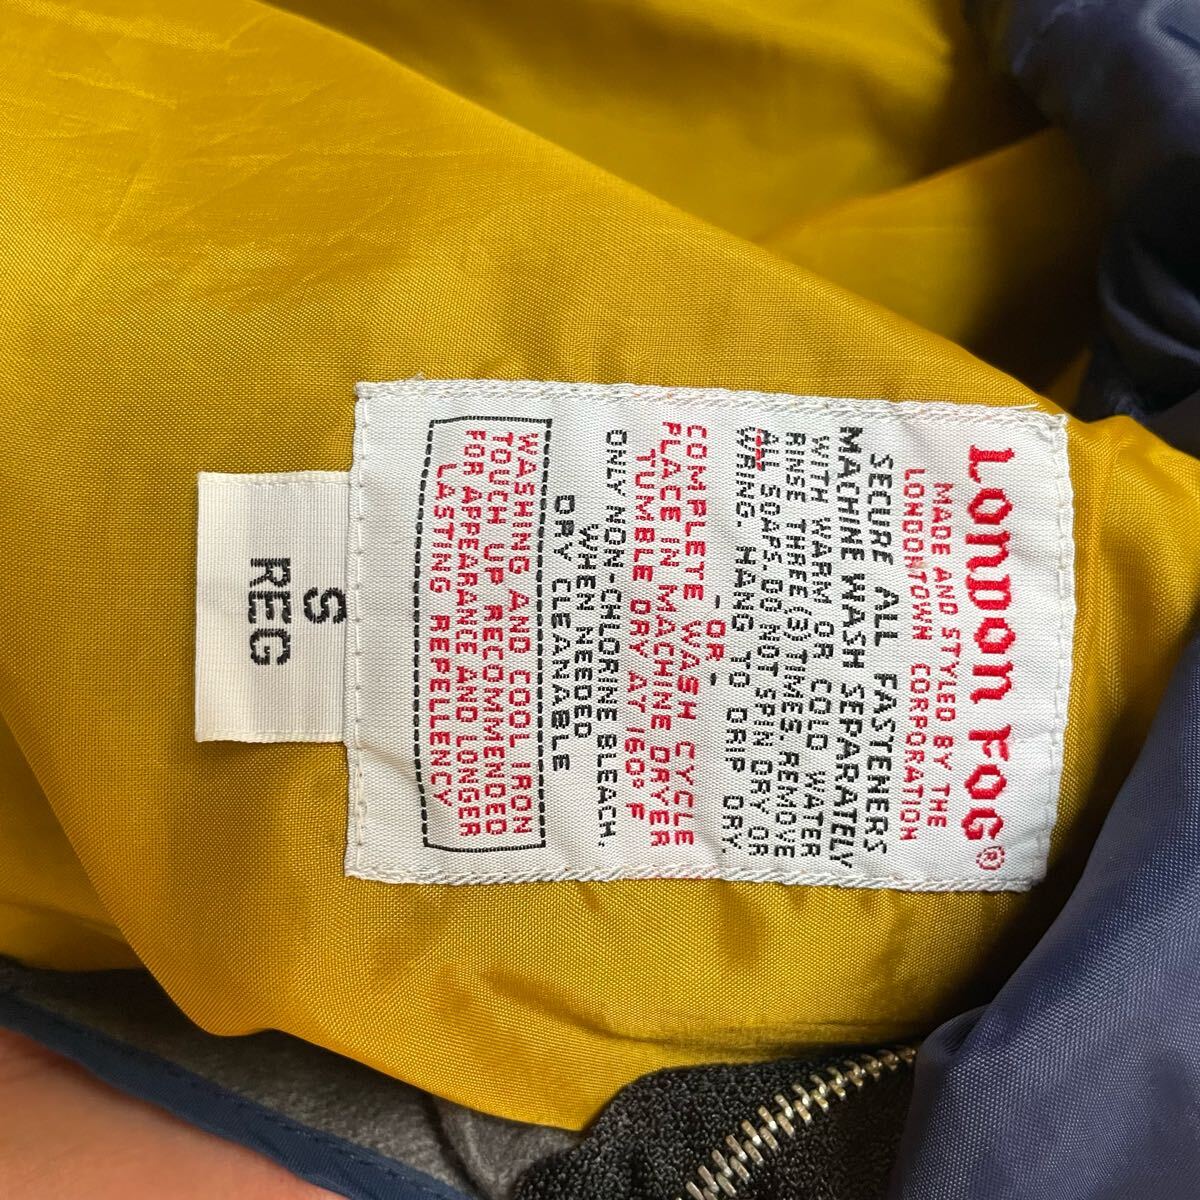 LONDON FOG®
MADE AND STYLED BY THE
LONDONTOWN CORPORATION
SECURE ALL FASTENERS
MACHINE WASH SEPARATELY
WITH WARM OR COLD WATER
RINSE THREE (3) TIMES, REMOVE
ALL SOAPS. DO NOT SPIN DRY OR
WRING. HANG TO DRIP DRY.
-OR-
COMPLETE WASH CYCLE
PLACE IN MACHINE DRYER
TUMBLE DRY AT 160° F
ONLY NON-CHLORINE BLEACH,
WHEN NEEDED
DRY CLEANABLE
WASHING AND COOL IRON
TOUCH UP RECOMMENDED
FOR APPEARANCE AND LONGER
LASTING REPELLENCY
S
REG